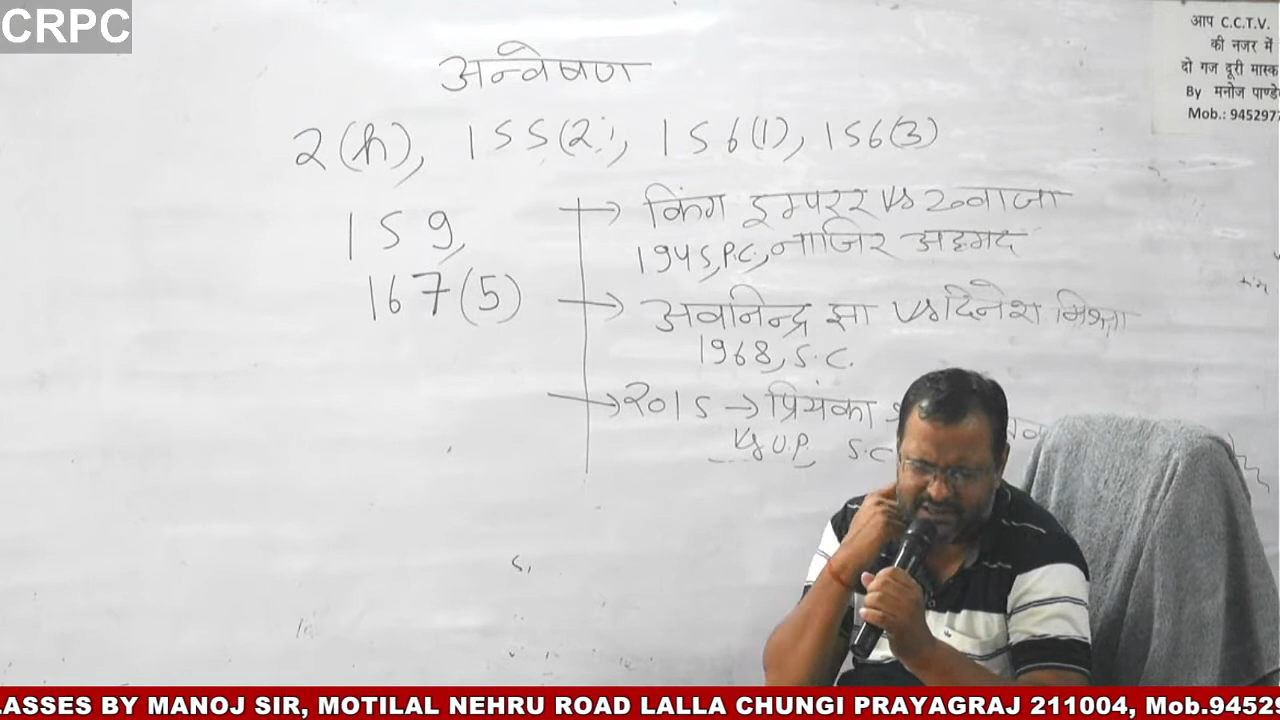 CRPC
आप C.C.T.V.
की नजर में
दो गज दूरी मास्क
By मनोज पाण्डे
Mob.: 945297
अन्वेषण
2(h), 155(2), 156(1), 156(3)
159,
167(5)
→ किंग इम्परर vs ख्वाजा
1945, P.C., नाजिर अहमद
→ अवनिन्द्र झा vs दिनेश मिश्रा
1968, S.C.
→ 2015 → प्रियंका
vs U.P. S.C
LASSES BY MANOJ SIR, MOTILAL NEHRU ROAD LALLA CHUNGI PRAYAGRAJ 211004, Mob.94529